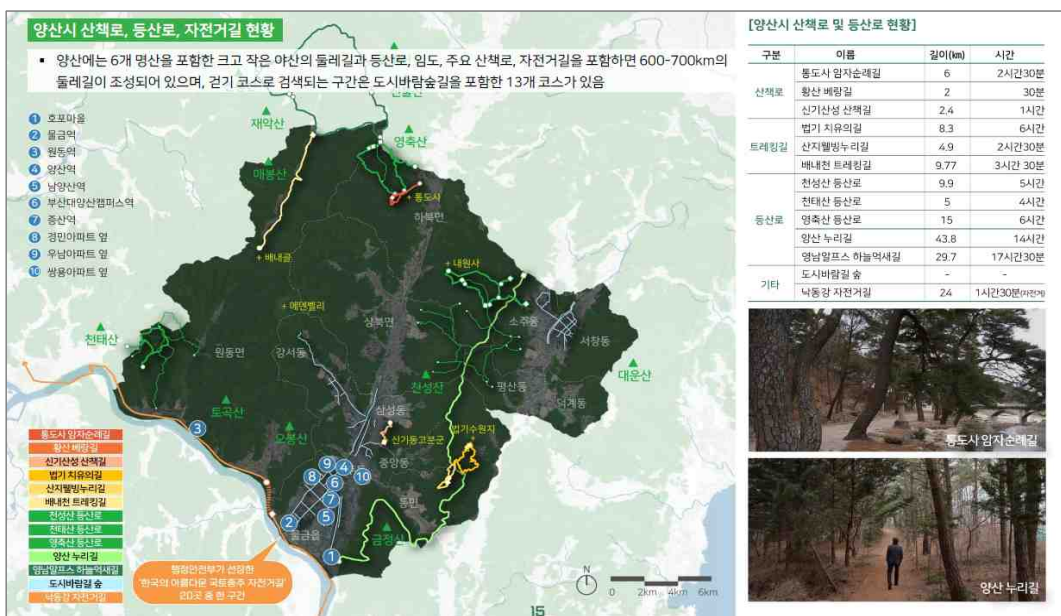 양산시 산책로, 등산로, 자전거길 현황
▪ 양산에는 6개 명산을 포함한 크고 작은 야산의 둘레길과 등산로, 임도, 주요 산책로, 자전거길을 포함하면 600-700km의
둘레길이 조성되어 있으며, 걷기 코스로 검색되는 구간은 도시바람숲길을 포함한 13개 코스가 있음
1 호포마을
2 물금역
3 원동역
4 양산역
5 남양산역
6 부산대양산캠퍼스역
7 증산역
8 경민아파트 옆
9 우남아파트 옆
10 쌍용아파트 옆
재약산
영축산
매봉산
+ 통도사
하북면
+ 배내골
+ 내원사
+ 에덴벨리
상북면
소주동
서창동
천태산
원동면
강서동
천성산
평산동
대운산
덕계동
토곡산
삼성동
법기수원지
오봉산
신기동고분군
중앙동
3
9 4
8 6 10
7
5
2
물금읍
동면
금정산
1
통도사 암자순례길
황산 베랑길
신기산성 산책길
법기 치유의길
산지웰빙누리길
배내천 트레킹길
천성산 등산로
천태산 등산로
영축산 등산로
양산 누리길
영남알프스 하늘억새길
도시바람길 숲
낙동강 자전거길
행정안전부가 선정한
'한국의 아름다운 국토종주 자전거길'
20곳 중 한 구간
N
0 2km 4km 6km
15
[양산시 산책로 및 등산로 현황]
구분 이름 길이(km) 시간
산책로
통도사 암자순례길 6 2시간30분
황산 베랑길 2 30분
신기산성 산책길 2.4 1시간
트레킹길
법기 치유의길 8.3 6시간
산지웰빙누리길 4.9 2시간30분
배내천 트레킹길 9.77 3시간 30분
등산로
천성산 등산로 9.9 5시간
천태산 등산로 5 4시간
영축산 등산로 15 6시간
양산 누리길 43.8 14시간
영남알프스 하늘억새길 29.7 17시간30분
기타
도시바람길 숲 - -
낙동강 자전거길 24 1시간30분(자전거)
통도사 암자순례길
양산 누리길